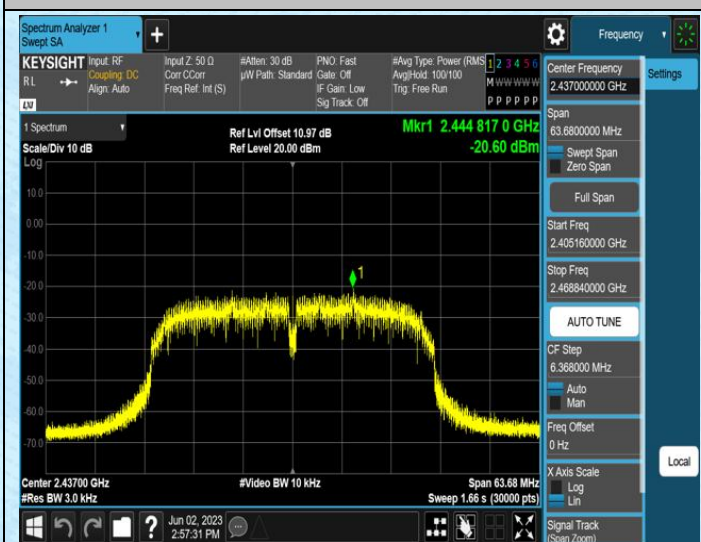 Spectrum Analyzer 1
Swept SA
+
Frequency
KEYSIGHT
RL
LXI
Input: RF
Coupling: DC
Align: Auto
Input Z: 50 Ω
Corr CCorr
Freq Ref: Int (S)
#Atten: 30 dB
µW Path: Standard
PNO: Fast
Gate: Off
IF Gain: Low
Sig Track: Off
#Avg Type: Power (RMS
Avg|Hold: 100/100
Trig: Free Run
1 2 3 4 5 6
M W W W W W
P P P P P P
1 Spectrum
Scale/Div 10 dB
Log
Ref Lvl Offset 10.97 dB
Ref Level 20.00 dBm
Mkr1 2.444 817 0 GHz
-20.60 dBm
10.0
0.00
-10.0
-20.0
-30.0
-40.0
-50.0
-60.0
-70.0
1
Center 2.43700 GHz
#Res BW 3.0 kHz
#Video BW 10 kHz
Span 63.68 MHz
Sweep 1.66 s (30000 pts)
Center Frequency
2.437000000 GHz
Settings
Span
63.6800000 MHz
Swept Span
Zero Span
Full Span
Start Freq
2.405160000 GHz
Stop Freq
2.468840000 GHz
AUTO TUNE
CF Step
6.368000 MHz
Auto
Man
Freq Offset
0 Hz
X Axis Scale
Log
Lin
Local
Signal Track
(Span Zoom)
?
Jun 02, 2023
2:57:31 PM